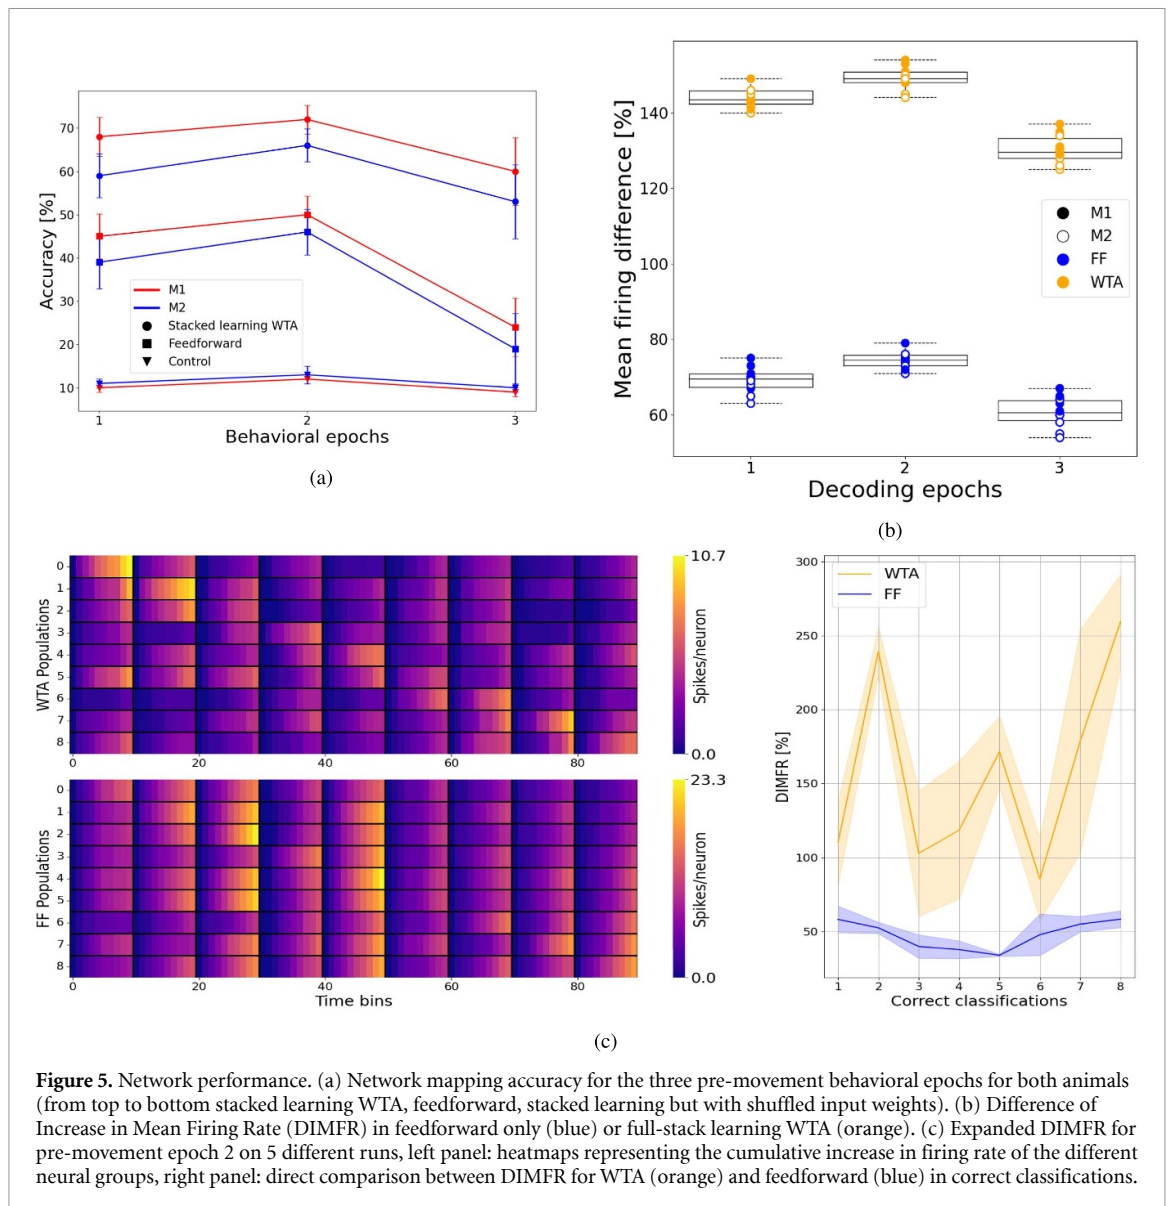 70
60
50
40
30
20
10
Accuracy [%]
M1
M2
Stacked learning WTA
Feedforward
Control
1 2 3
Behavioral epochs
(a)
140
120
100
80
60
Mean firing difference [%]
M1
M2
FF
WTA
1 2 3
Decoding epochs
(b)
0
1
2
3
4
5
6
7
8
WTA Populations
0 20 40 60 80
10.7
Spikes/neuron
0.0
0
1
2
3
4
5
6
7
8
FF Populations
0 20 40 60 80
Time bins
23.3
Spikes/neuron
0.0
300
250
200
150
100
50
DIMFR [%]
WTA
FF
1 2 3 4 5 6 7 8
Correct classifications
(c)
Figure 5. Network performance. (a) Network mapping accuracy for the three pre-movement behavioral epochs for both animals
(from top to bottom stacked learning WTA, feedforward, stacked learning but with shuffled input weights). (b) Difference of
Increase in Mean Firing Rate (DIMFR) in feedforward only (blue) or full-stack learning WTA (orange). (c) Expanded DIMFR for
pre-movement epoch 2 on 5 different runs, left panel: heatmaps representing the cumulative increase in firing rate of the different
neural groups, right panel: direct comparison between DIMFR for WTA (orange) and feedforward (blue) in correct classifications.